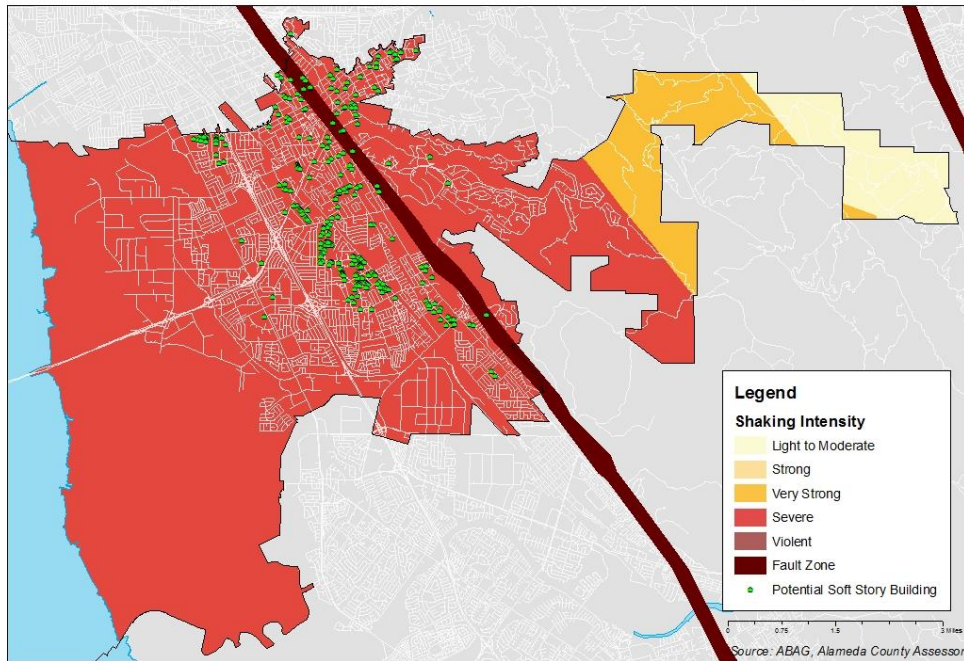 Legend
Shaking Intensity
Light to Moderate
Strong
Very Strong
Severe
Violent
Fault Zone
Potential Soft Story Building
0 0.75 1.5 3 Miles
Source: ABAG, Alameda County Assessor